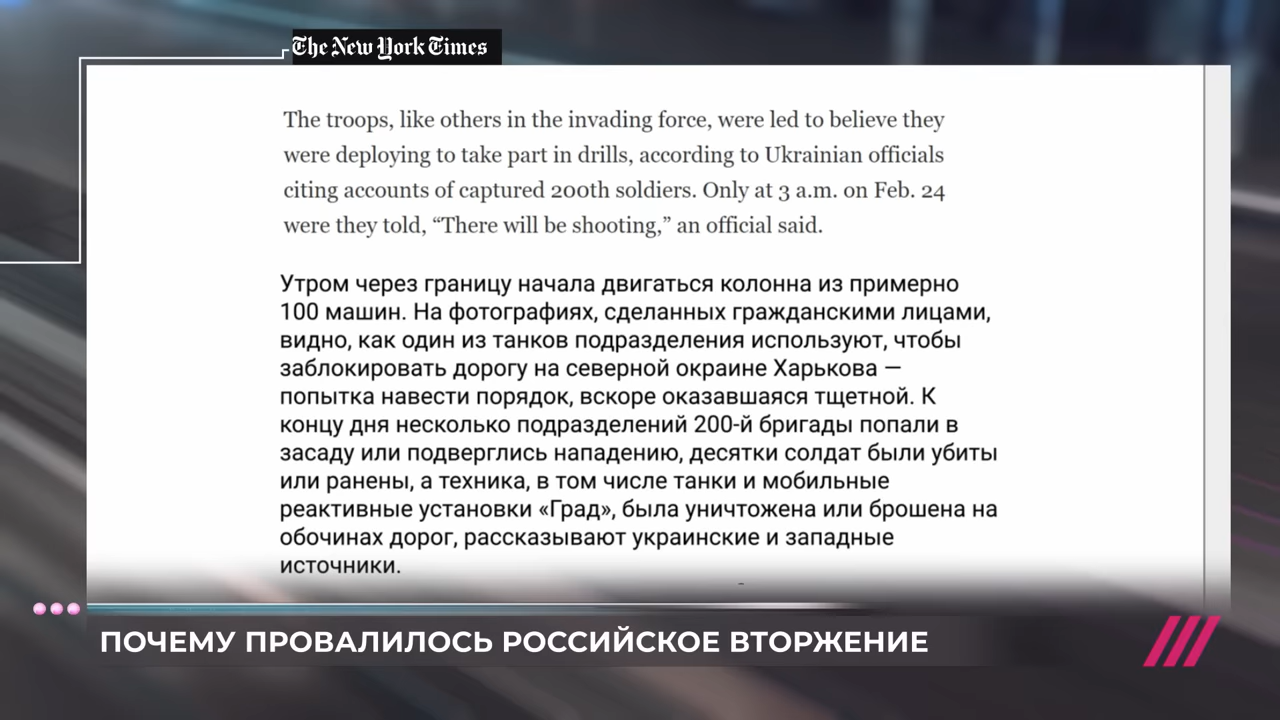 The New York Times
The troops, like others in the invading force, were led to believe they
were deploying to take part in drills, according to Ukrainian officials
citing accounts of captured 200th soldiers. Only at 3 a.m. on Feb. 24
were they told, “There will be shooting,” an official said.
Утром через границу начала двигаться колонна из примерно
100 машин. На фотографиях, сделанных гражданскими лицами,
видно, как один из танков подразделения используют, чтобы
заблокировать дорогу на северной окраине Харькова —
попытка навести порядок, вскоре оказавшаяся тщетной. К
концу дня несколько подразделений 200-й бригады попали в
засаду или подверглись нападению, десятки солдат были убиты
или ранены, а техника, в том числе танки и мобильные
реактивные установки «Град», была уничтожена или брошена на
обочинах дорог, рассказывают украинские и западные
источники.
ПОЧЕМУ ПРОВАЛИЛОСЬ РОССИЙСКОЕ ВТОРЖЕНИЕ